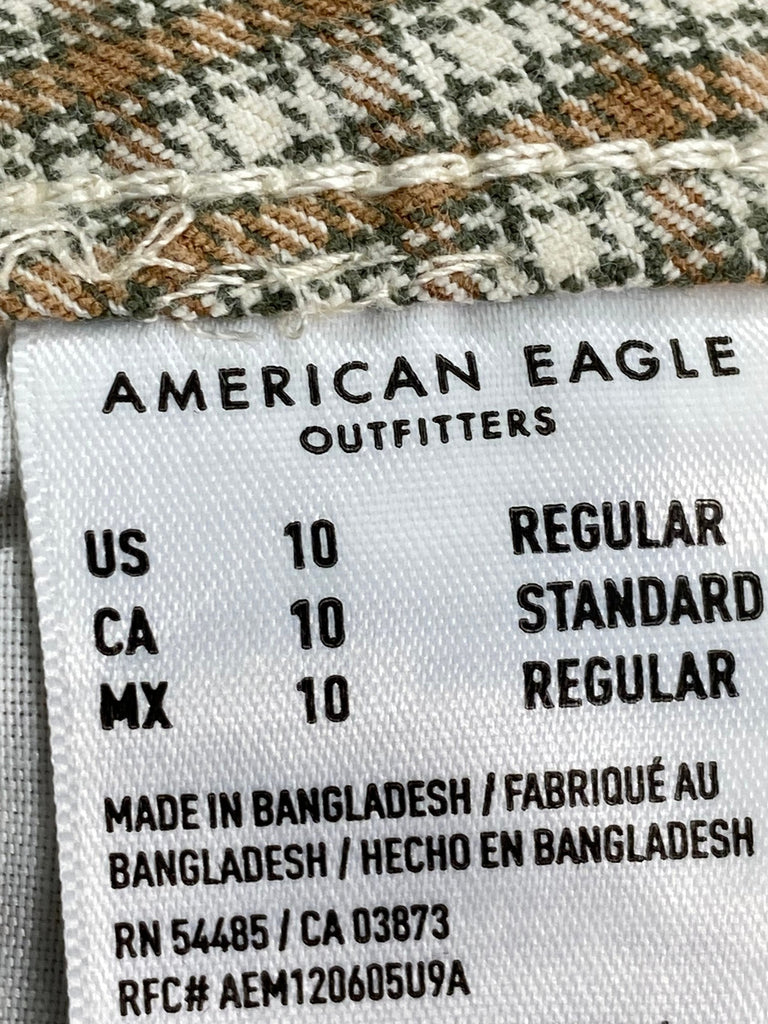 AMERICAN EAGLE
OUTFITTERS
US 10 REGULAR
CA 10 STANDARD
MX 10 REGULAR
MADE IN BANGLADESH / FABRIQUÉ AU
BANGLADESH / HECHO EN BANGLADESH
RN 54485 / CA 03873
RFC# AEM120605U9A